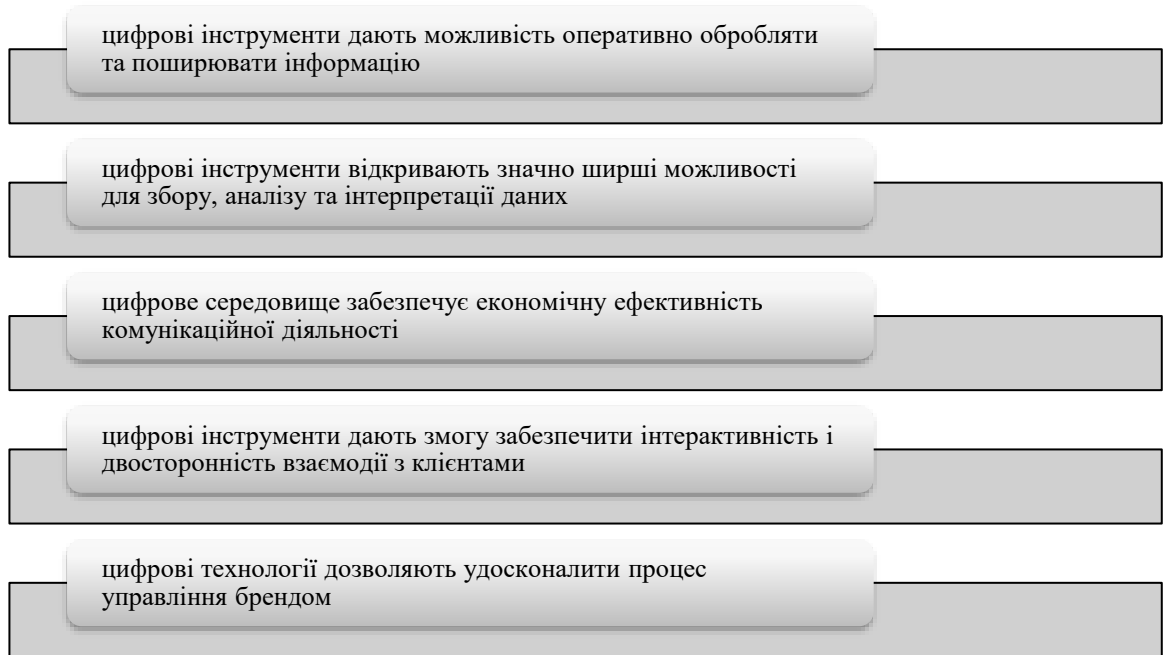 цифрові інструменти дають можливість оперативно обробляти
та поширювати інформацію
цифрові інструменти відкривають значно ширші можливості
для збору, аналізу та інтерпретації даних
цифрове середовище забезпечує економічну ефективність
комунікаційної діяльності
цифрові інструменти дають змогу забезпечити інтерактивність і
двосторонність взаємодії з клієнтами
цифрові технології дозволяють удосконалити процес
управління брендом